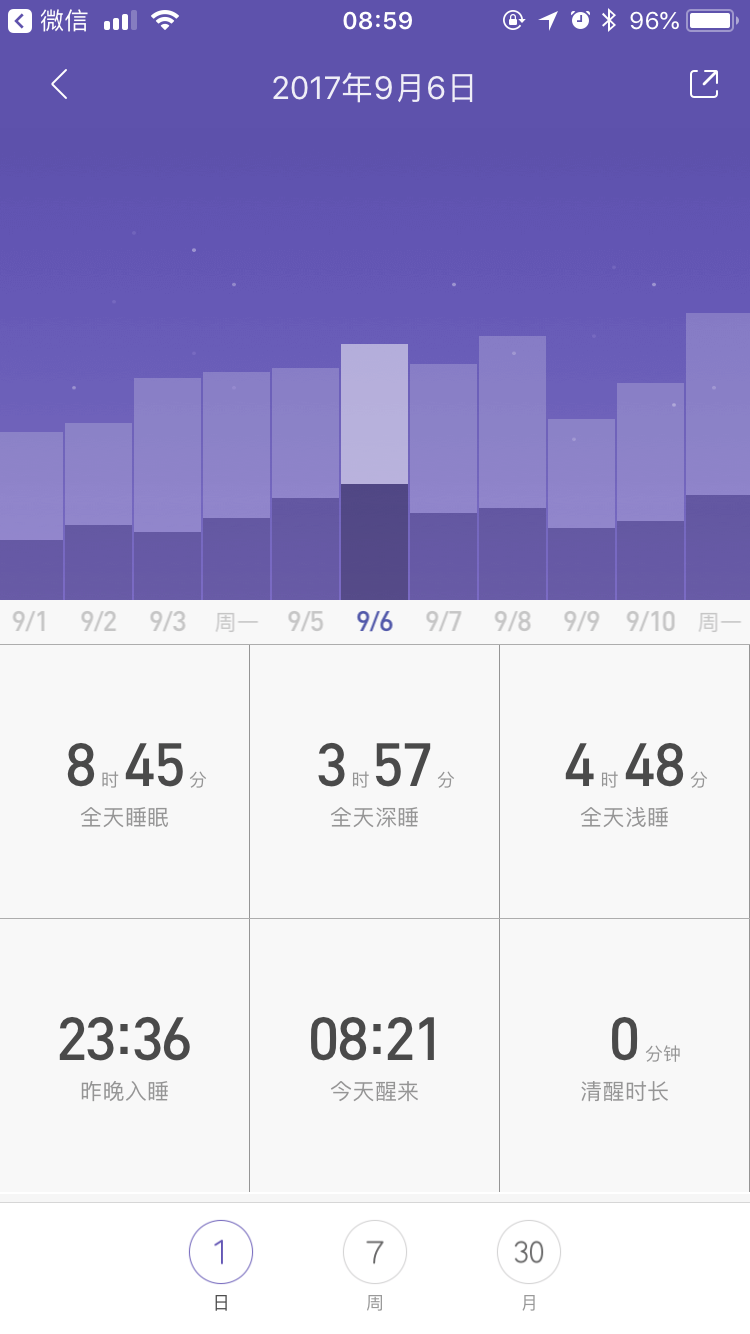 微信 08:59 96%
2017年9月6日
9/1 9/2 9/3 周一 9/5 9/6 9/7 9/8 9/9 9/10 周一
8时45分 3时57分 4时48分
全天睡眠 全天深睡 全天浅睡
23:36 08:21 0分钟
昨晚入睡 今天醒来 清醒时长
1 7 30
日 周 月